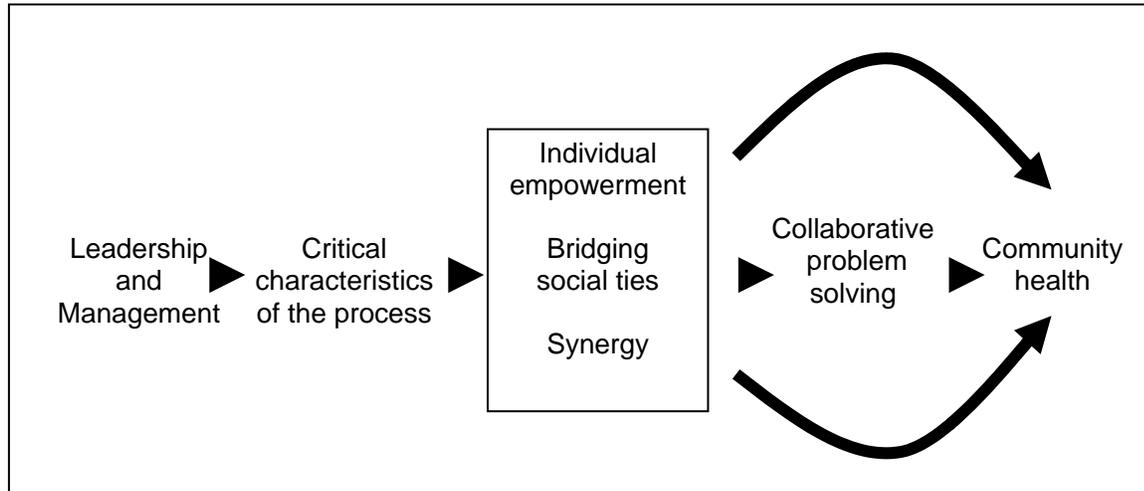 Leadership
and
Management
Critical
characteristics
of the process
Individual
empowerment
Bridging
social ties
Synergy
Collaborative
problem
solving
Community
health